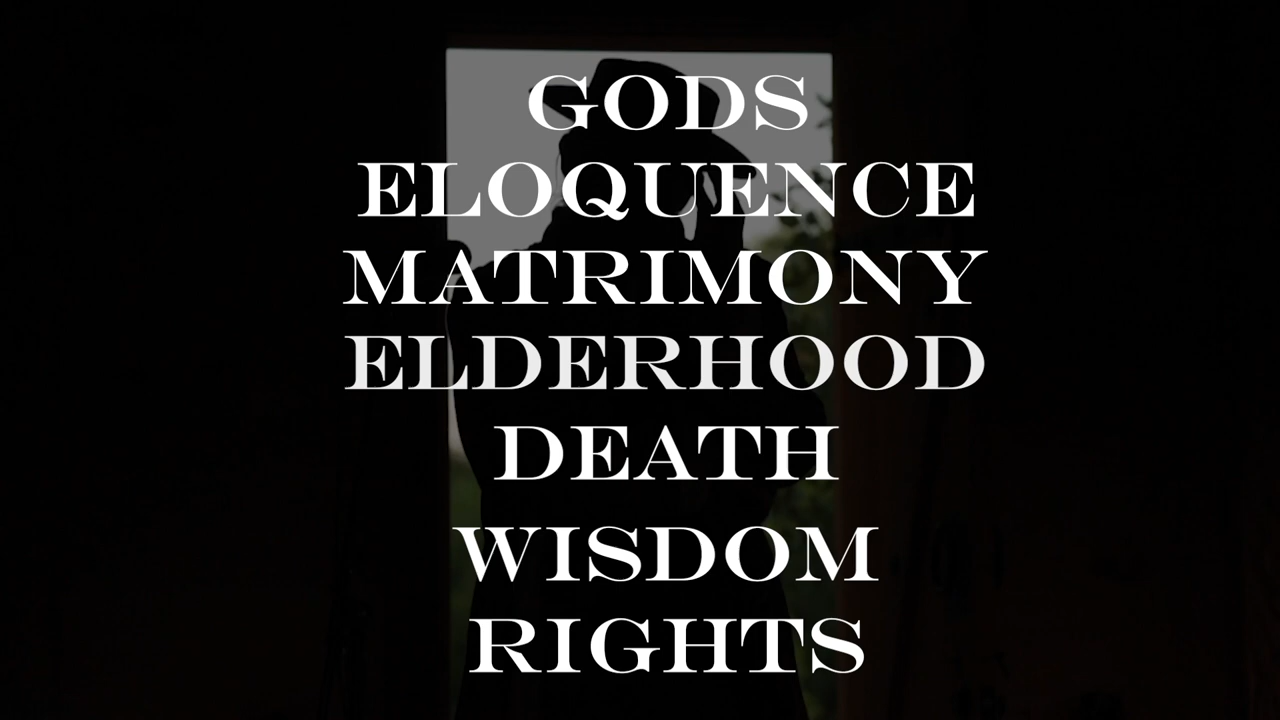 GODS
ELOQUENCE
MATRIMONY
ELDERHOOD
DEATH
WISDOM
RIGHTS